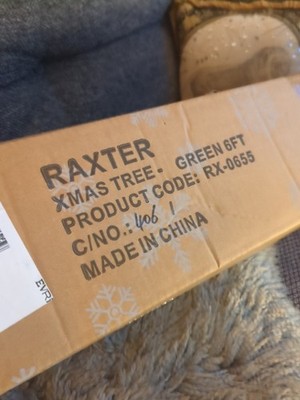 RAXTER
XMAS TREE- GREEN 6FT
PRODUCT CODE: RX-0655
C/NO.: 406 1
MADE IN CHINA